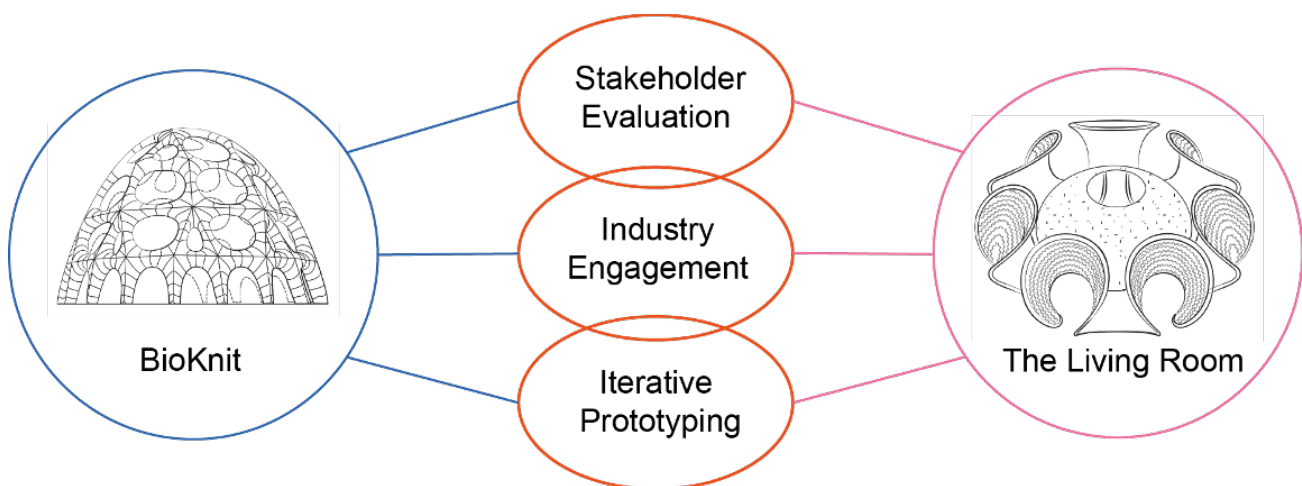 Stakeholder
Evaluation
Industry
Engagement
Iterative
Prototyping
BioKnit
The Living Room